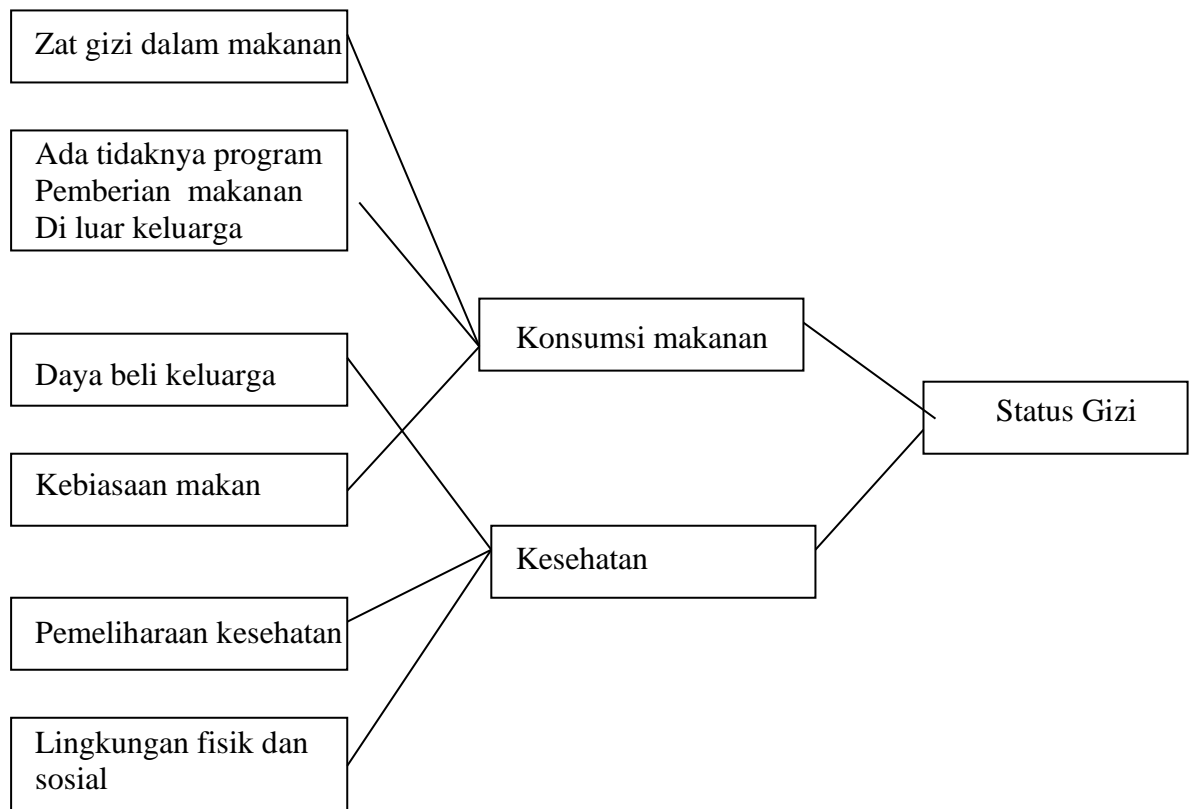 Zat gizi dalam makanan
Ada tidaknya program
Pemberian makanan
Di luar keluarga
Daya beli keluarga
Kebiasaan makan
Pemeliharaan kesehatan
Lingkungan fisik dan
sosial
Konsumsi makanan
Kesehatan
Status Gizi